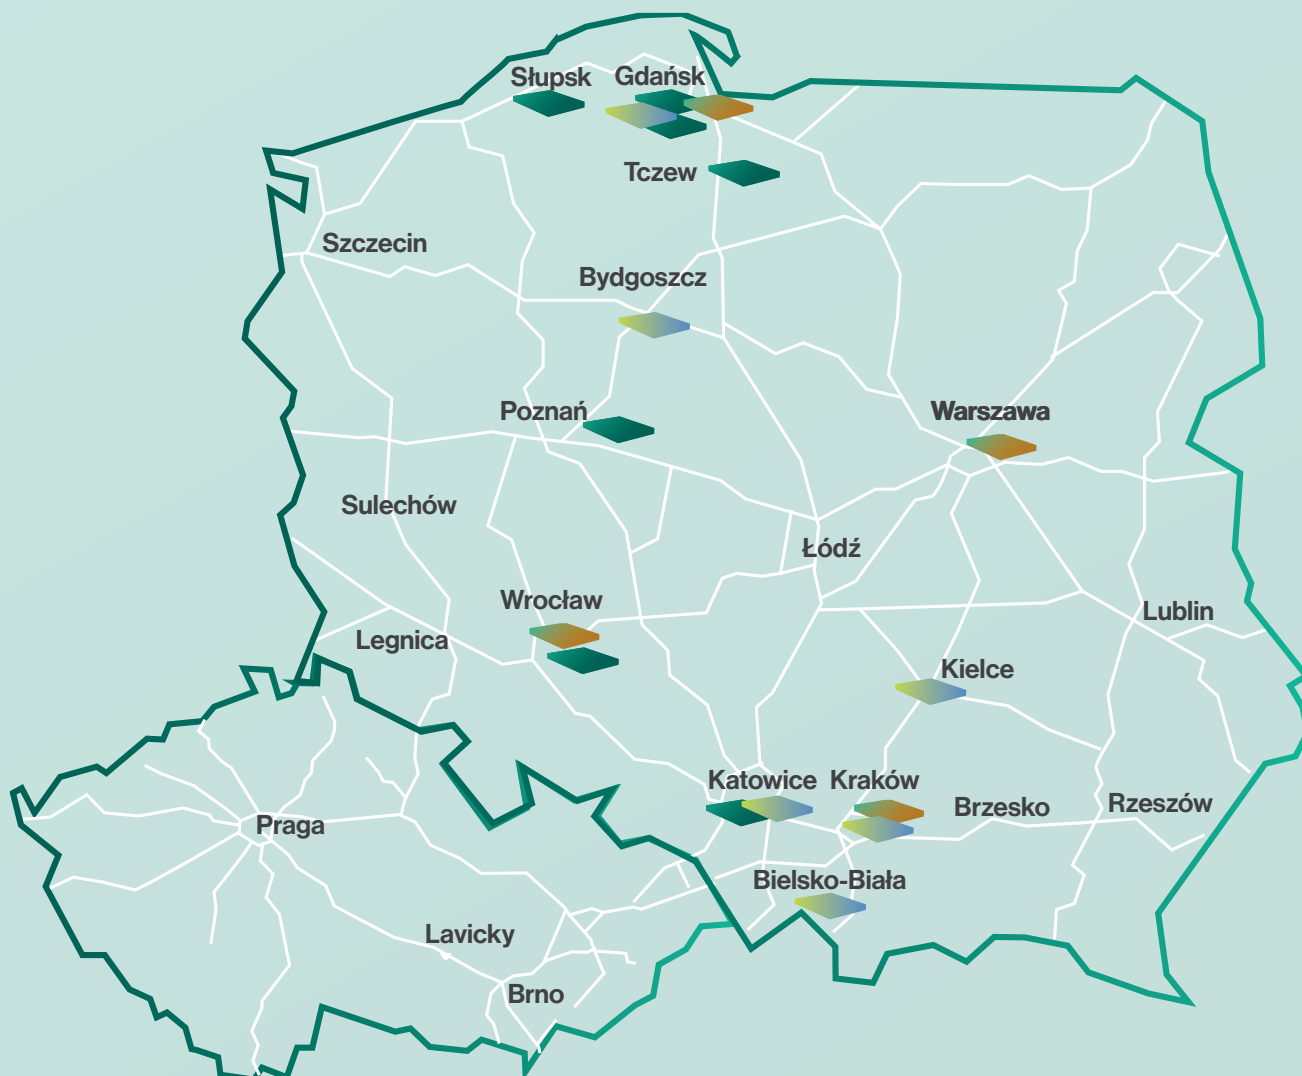 Słupsk
Gdańsk
Tczew
Szczecin
Bydgoszcz
Poznań
Warszawa
Sulechów
Łódź
Wrocław
Lublin
Legnica
Kielce
Katowice
Kraków
Brzesko
Rzeszów
Praga
Bielsko-Biała
Lavicky
Brno